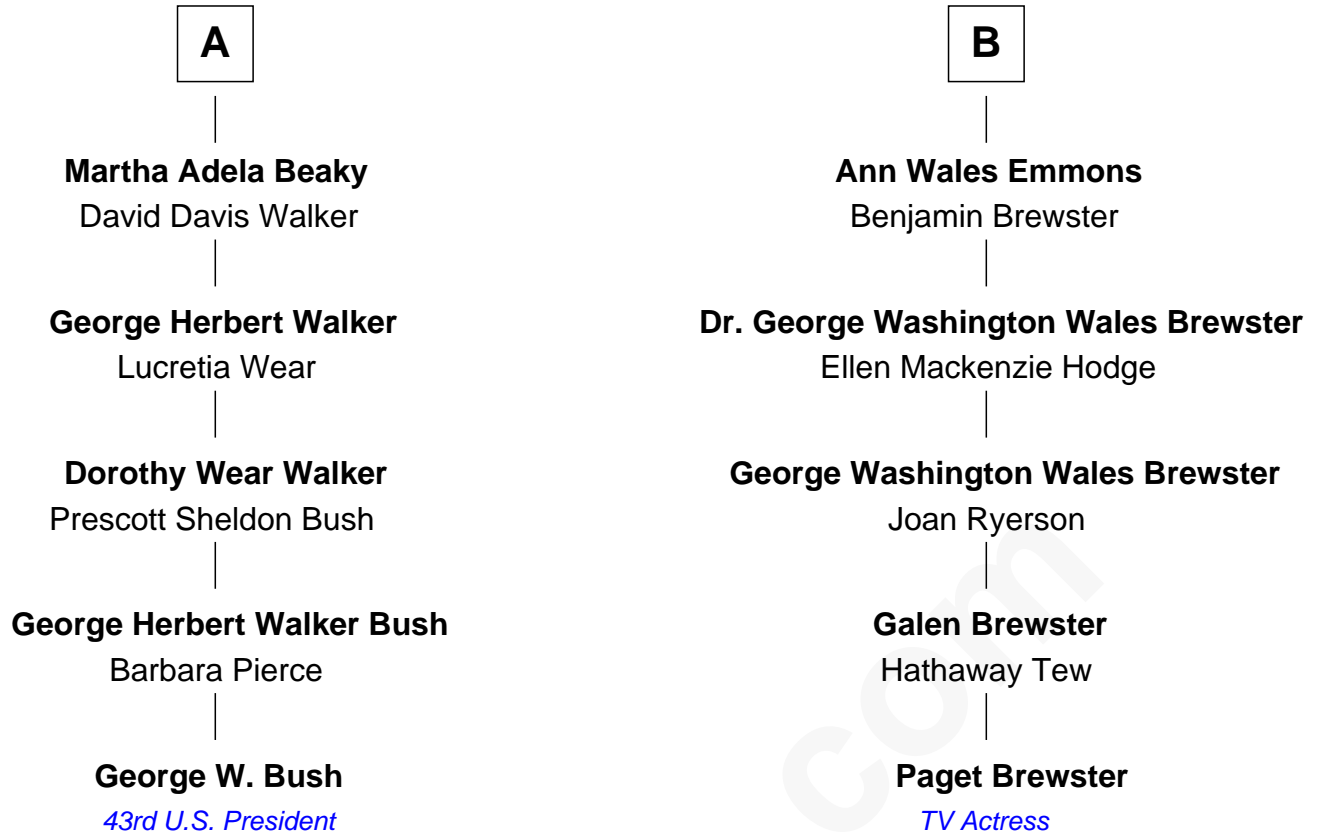 A
Martha Adela Beaky
David Davis Walker
George Herbert Walker
Lucretia Wear
Dorothy Wear Walker
Prescott Sheldon Bush
George Herbert Walker Bush
Barbara Pierce
George W. Bush
43rd U.S. President
B
Ann Wales Emmons
Benjamin Brewster
Dr. George Washington Wales Brewster
Ellen Mackenzie Hodge
George Washington Wales Brewster
Joan Ryerson
Galen Brewster
Hathaway Tew
Paget Brewster
TV Actress
com